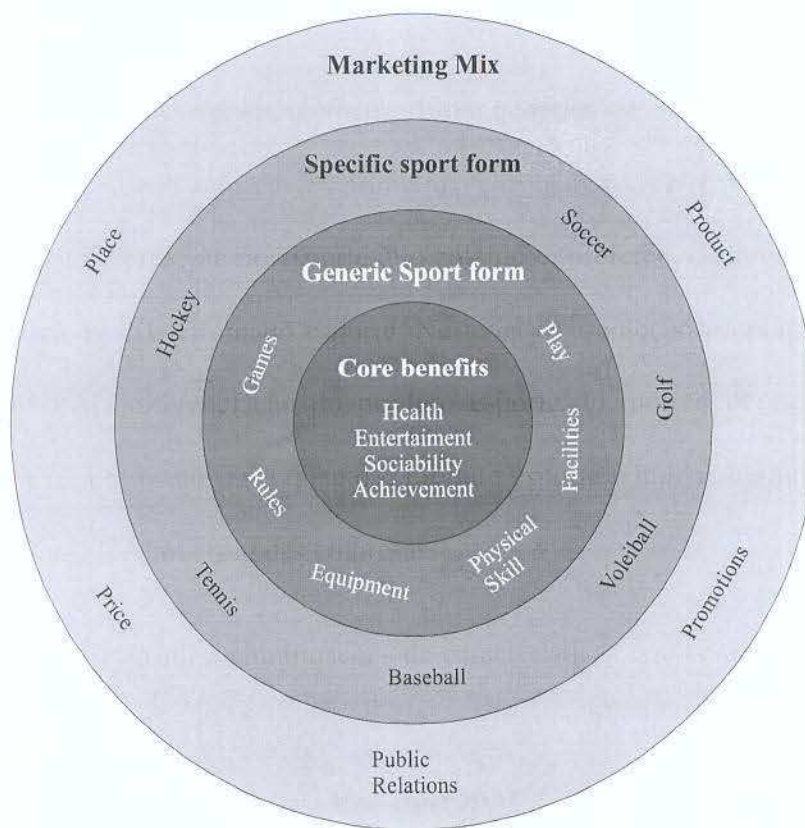 Marketing Mix
Specific sport form
Soccer
Product
Place
Generic Sport form
Hockey
Play
Games
Core benefits
Golf
Health
Entertaiment
Sociability
Achievement
Facilities
Rules
Physical
Skill
Equipment
Voleiball
Tennis
Promotions
Price
Baseball
Public
Relations